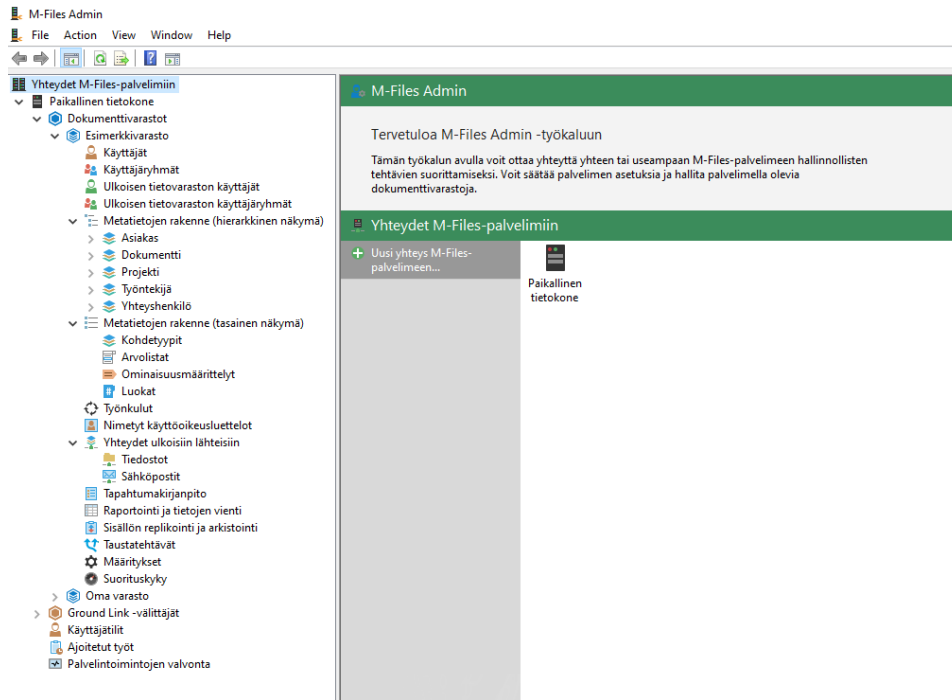 M-Files Admin
File Action View Window Help
Yhteydet M-Files-palvelimiin
Paikallinen tietokone
Dokumenttivarastot
Esimerkkivarasto
Käyttäjät
Käyttäjäryhmät
Ulkoisen tietovaraston käyttäjät
Ulkoisen tietovaraston käyttäjäryhmät
Metatietojen rakenne (hierarkkinen näkymä)
Asiakas
Dokumentti
Projekti
Työntekijä
Yhteyshenkilö
Metatietojen rakenne (tasainen näkymä)
Kohdetyypit
Arvolistat
Ominaisuusmäärittelyt
Luokat
Työnkulut
Nimetyt käyttöoikeusluettelot
Yhteydet ulkoisiin lähteisiin
Tiedostot
Sähköpostit
Tapahtumakirjanpito
Raportointi ja tietojen vienti
Sisällön replikointi ja arkistointi
Taustatehtävät
Määritykset
Suorituskyky
Oma varasto
Ground Link -välittäjät
Käyttäjätilit
Ajoitetut työt
Palvelintoimintojen valvonta
M-Files Admin
Tervetuloa M-Files Admin -työkaluun
Tämän työkalun avulla voit ottaa yhteyttä yhteen tai useampaan M-Files-palvelimeen hallinnollisten
tehtävien suorittamiseksi. Voit säätää palvelimen asetuksia ja hallita palvelimella olevia
dokumenttivarastoja.
Yhteydet M-Files-palvelimiin
Uusi yhteys M-Files-
palvelimeen...
Paikallinen
tietokone